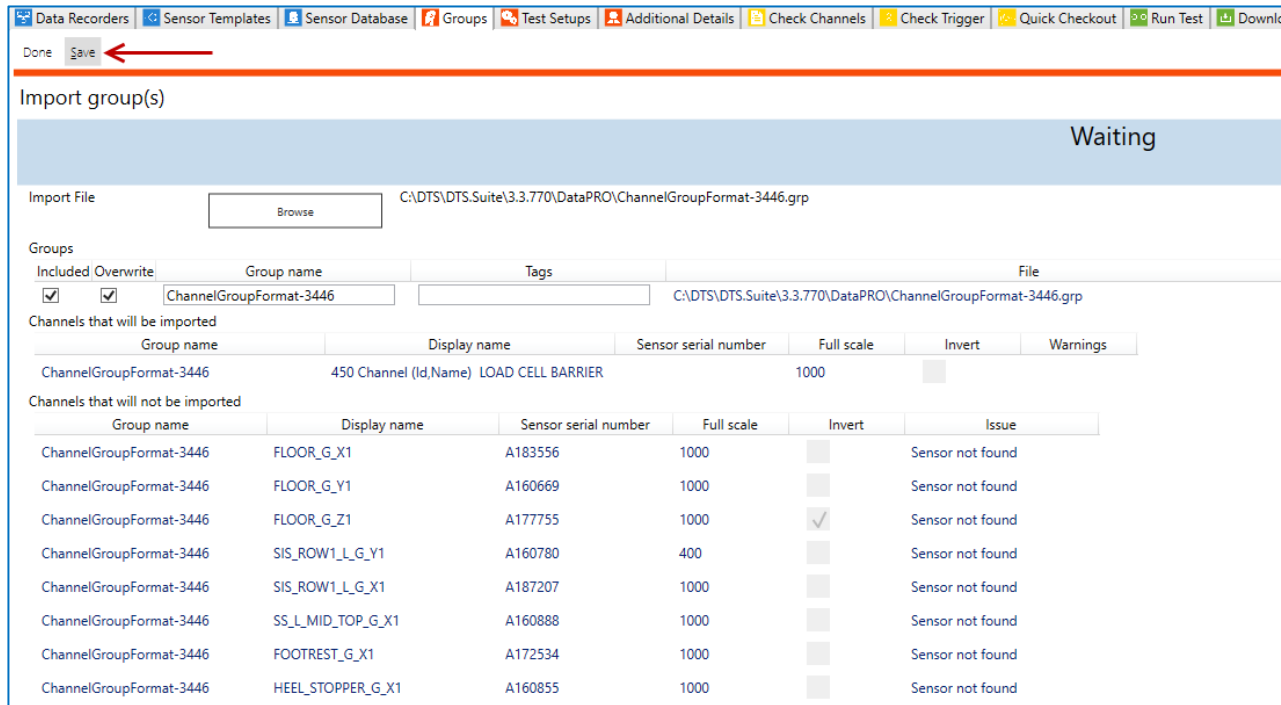 Data Recorders Sensor Templates Sensor Database Groups Test Setups Additional Details Check Channels Check Trigger Quick Checkout Run Test Downlo
Done Save
Import group(s)
Waiting
Import File Browse C:\DTS\DTS.Suite\3.3.770\DataPRO\ChannelGroupFormat-3446.grp
Groups
Included Overwrite Group name Tags File
ChannelGroupFormat-3446 C:\DTS\DTS.Suite\3.3.770\DataPRO\ChannelGroupFormat-3446.grp
Channels that will be imported
Group name Display name Sensor serial number Full scale Invert Warnings
ChannelGroupFormat-3446 450 Channel (Id,Name) LOAD CELL BARRIER 1000
Channels that will not be imported
Group name Display name Sensor serial number Full scale Invert Issue
ChannelGroupFormat-3446 FLOOR_G_X1 A183556 1000 Sensor not found
ChannelGroupFormat-3446 FLOOR_G_Y1 A160669 1000 Sensor not found
ChannelGroupFormat-3446 FLOOR_G_Z1 A177755 1000 Sensor not found
ChannelGroupFormat-3446 SIS_ROW1_L_G_Y1 A160780 400 Sensor not found
ChannelGroupFormat-3446 SIS_ROW1_L_G_X1 A187207 1000 Sensor not found
ChannelGroupFormat-3446 SS_L_MID_TOP_G_X1 A160888 1000 Sensor not found
ChannelGroupFormat-3446 FOOTREST_G_X1 A172534 1000 Sensor not found
ChannelGroupFormat-3446 HEEL_STOPPER_G_X1 A160855 1000 Sensor not found